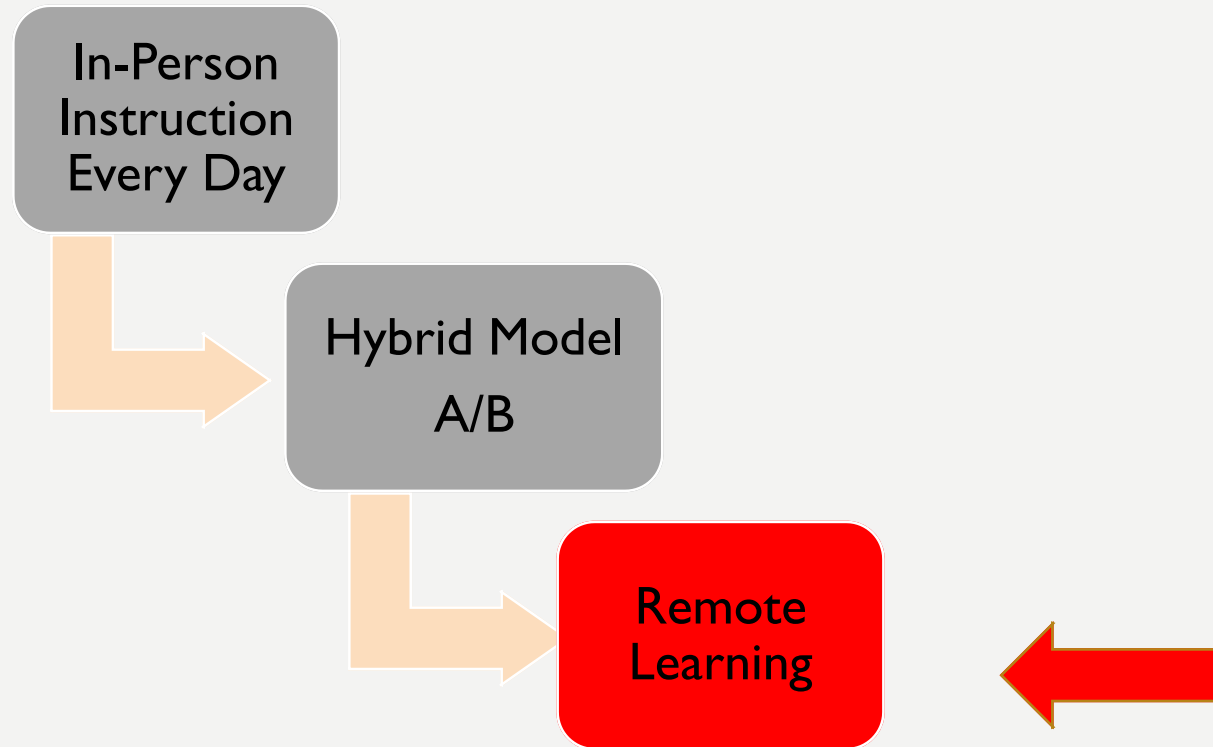 In-Person
Instruction
Every Day
Hybrid Model
A/B
Remote
Learning